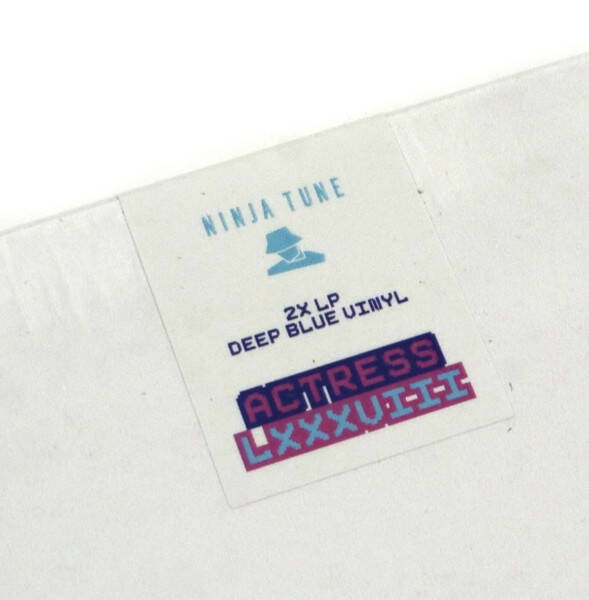 NINJA TUNE
2X LP
DEEP BLUE VINYL
ACTRESS
LXXXVIII